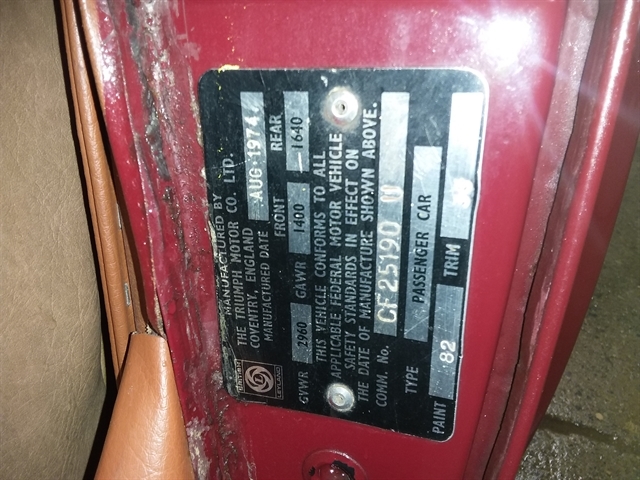 MANUFACTURED BY
THE TRIUMPH MOTOR CO. LTD.
COVENTRY, ENGLAND
MANUFACTURED DATE AUG 1974
GVWR 2960 GAWR FRONT 1400 REAR 1640
THIS VEHICLE CONFORMS TO ALL
APPLICABLE FEDERAL MOTOR VEHICLE
SAFETY STANDARDS IN EFFECT ON
THE DATE OF MANUFACTURE SHOWN ABOVE.
COMM. No. CF25190 U
TYPE PASSENGER CAR
PAINT 82 TRIM